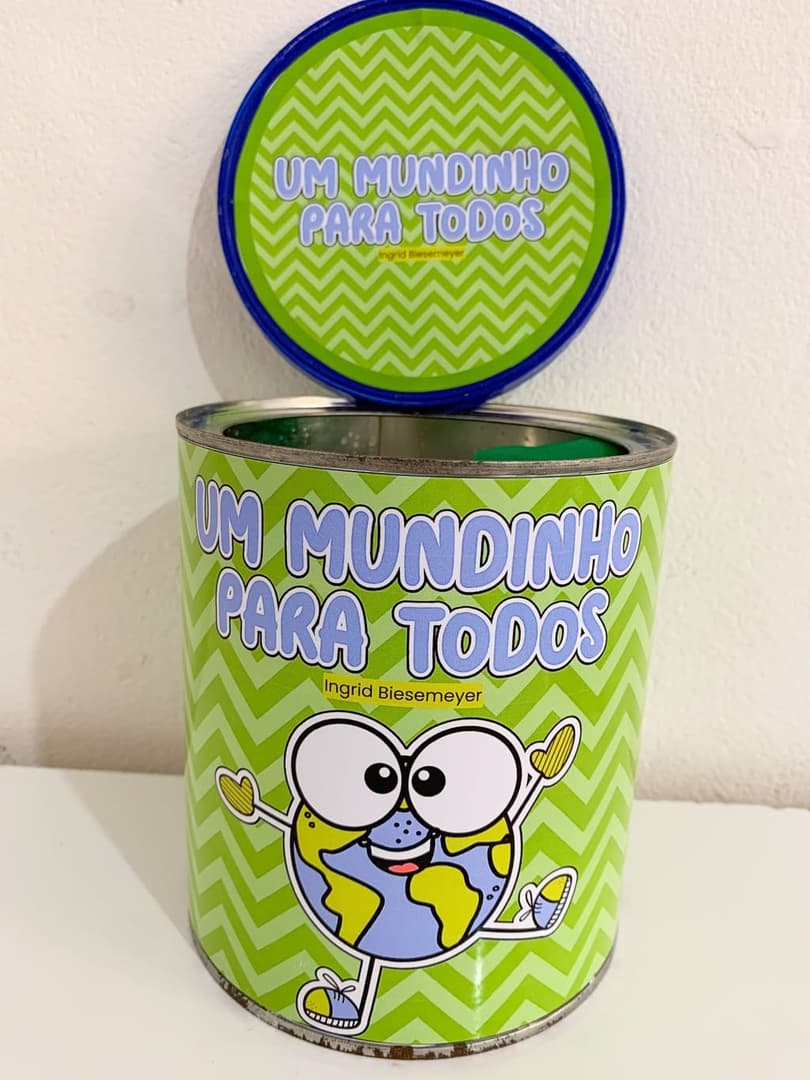 UM MUNDINHO
PARA TODOS
Ingrid Biesemeyer
UM MUNDINHO
PARA TODOS
Ingrid Biesemeyer